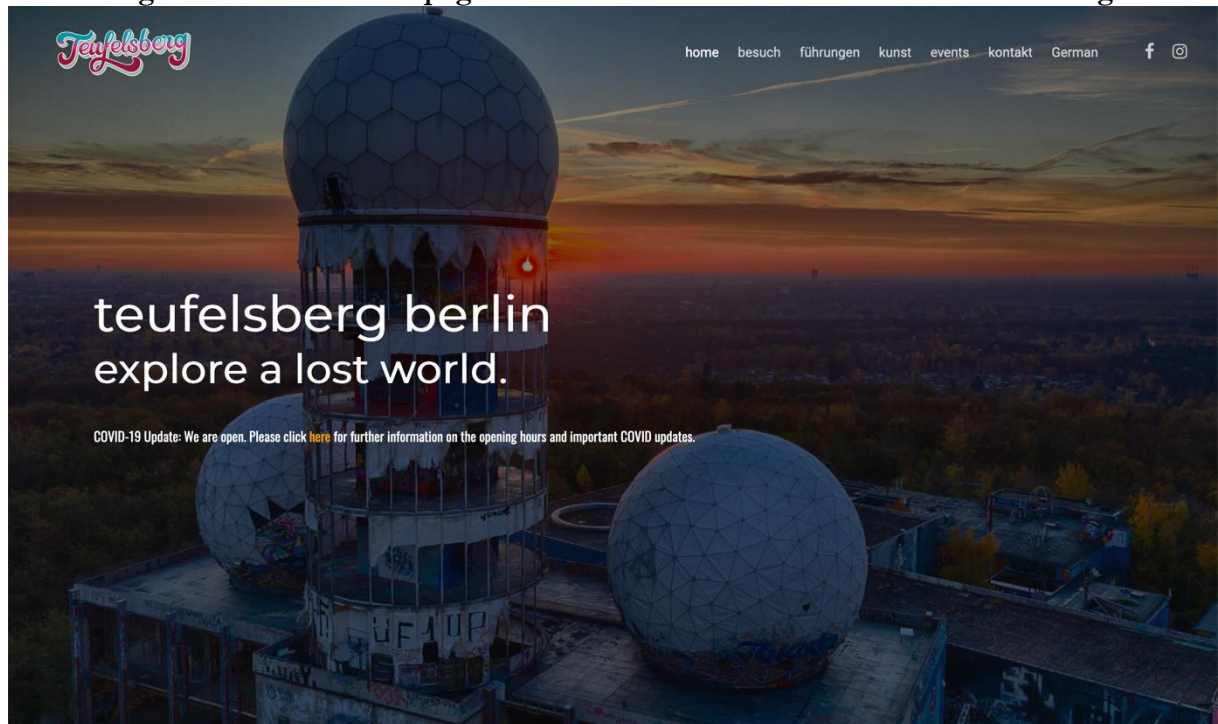 Teufelsberg
home besuch führungen kunst events kontakt German
teufelsberg berlin
explore a lost world.
COVID-19 Update: We are open. Please click here for further information on the opening hours and important COVID updates.
UF1UP